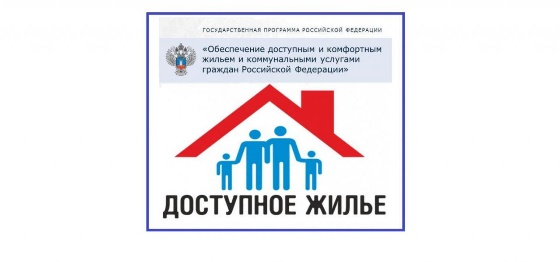 ГОСУДАРСТВЕННАЯ ПРОГРАММА РОССИЙСКОЙ ФЕДЕРАЦИИ
«Обеспечение доступным и комфортным
жильем и коммунальными услугами
граждан Российской Федерации»
ДОСТУПНОЕ ЖИЛЬЕ